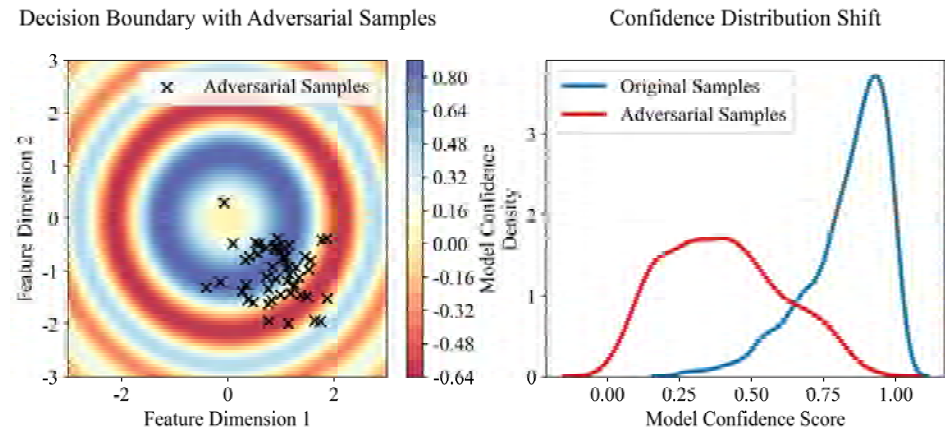 Decision Boundary with Adversarial Samples
3
2
1
0
-1
-2
-3
Feature Dimension 2
Adversarial Samples
-2
0
2
Feature Dimension 1
0.80
0.64
0.48
0.32
0.16
0.00
-0.16
-0.32
-0.48
-0.64
Model Confidence
Confidence Distribution Shift
Original Samples
Adversarial Samples
3
2
1
0
Density
0.00
0.25
0.50
0.75
1.00
Model Confidence Score